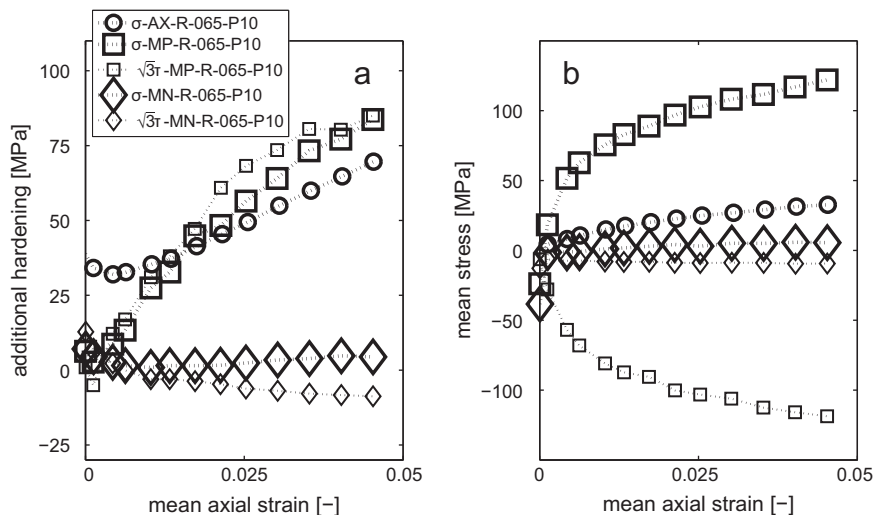 σ-AX-R-065-P10
σ-MP-R-065-P10
√3τ-MP-R-065-P10
σ-MN-R-065-P10
√3τ-MN-R-065-P10
a
additional hardening [MPa]
100
75
50
25
0
−25
0
0.025
0.05
mean axial strain [−]
b
mean stress [MPa]
100
50
0
−50
−100
0
0.025
0.05
mean axial strain [−]